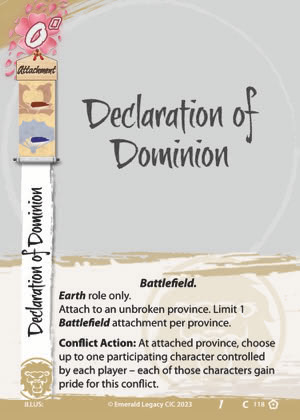 0
Attachment
Declaration of
Dominion
Declaration of Dominion
Battlefield.
Earth role only.
Attach to an unbroken province. Limit 1
Battlefield attachment per province.
Conflict Action: At attached province, choose
up to one participating character controlled
by each player – each of those characters gain
pride for this conflict.
ILLUS:
© Emerald Legacy CIC 2023
1
C
118